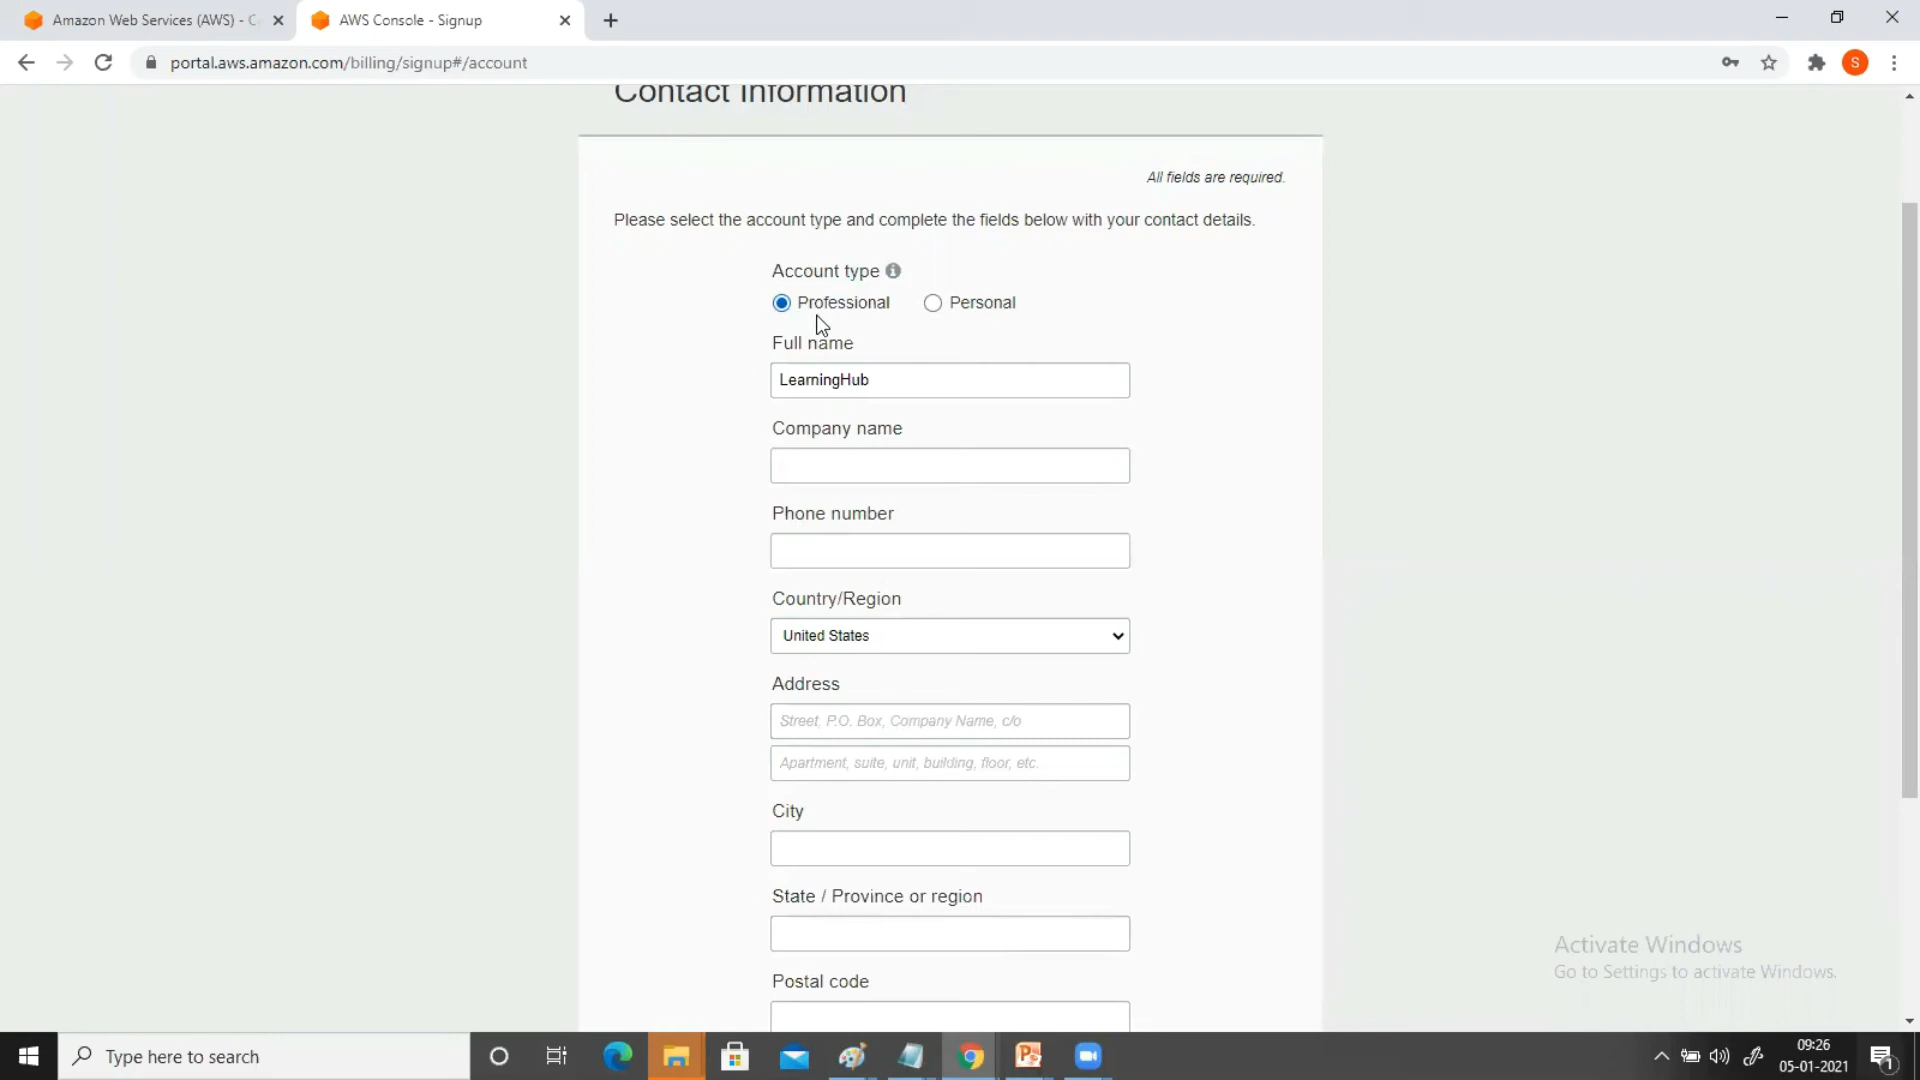 Amazon Web Services (AWS) - C
AWS Console - Signup
portal.aws.amazon.com/billing/signup#/account
S
Contact Information
All fields are required.
Please select the account type and complete the fields below with your contact details.
Account type
Professional
Personal
Full name
LearningHub
Company name
Phone number
Country/Region
United States
Address
Street, P.O. Box, Company Name, c/o
Apartment, suite, unit, building, floor, etc.
City
State / Province or region
Postal code
Activate Windows
Go to Settings to activate Windows.
Type here to search
09:26
05-01-2021
1